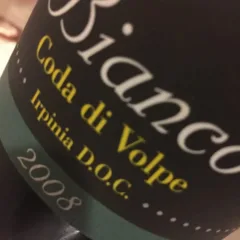 Bianco
Coda di Volpe
Irpinia D.O.C.
2008